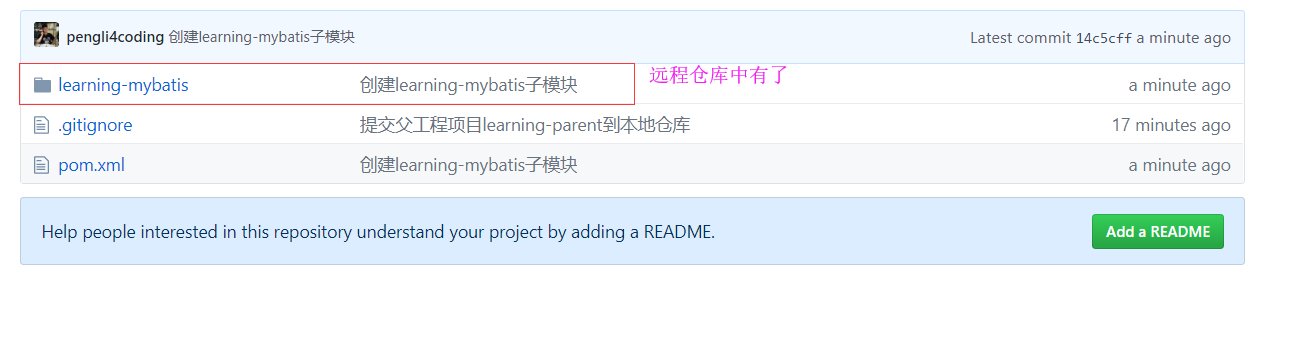 pengli4coding 创建learning-mybatis子模块 Latest commit 14c5cff a minute ago
learning-mybatis 创建learning-mybatis子模块 远程仓库中有了 a minute ago
.gitignore 提交父工程项目learning-parent到本地仓库 17 minutes ago
pom.xml 创建learning-mybatis子模块 a minute ago
Help people interested in this repository understand your project by adding a README. Add a README